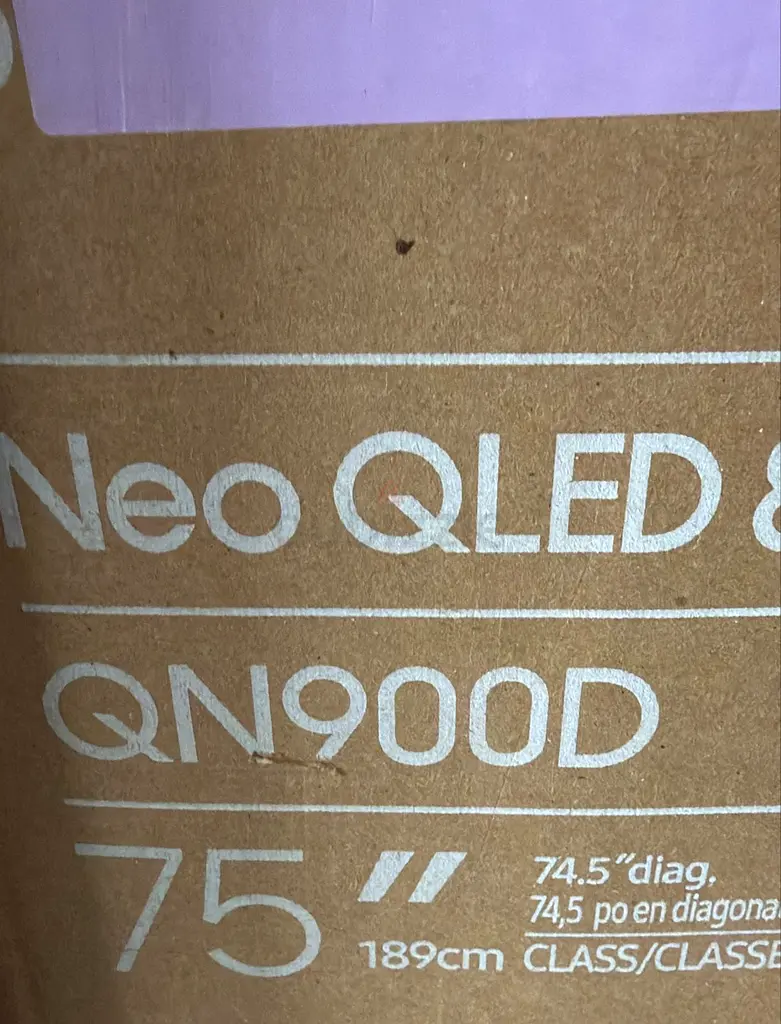 Neo QLED
QN900D
75"
74.5"diag.
74,5 po en diagona
189cm CLASS/CLASSE